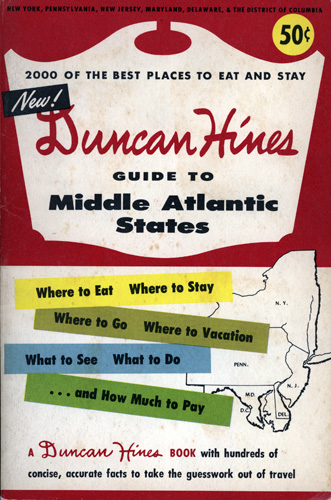 NEW YORK, PENNSYLVANIA, NEW JERSEY, MARYLAND, DELAWARE, & THE DISTRICT OF COLUMBIA
50¢
2000 OF THE BEST PLACES TO EAT AND STAY
New!
Duncan Hines
GUIDE TO
Middle Atlantic
States
Where to Eat Where to Stay
Where to Go Where to Vacation
What to See What to Do
. . . and How Much to Pay
N.Y.
PENN.
N.J.
MD.
D.C.
DEL.
A Duncan Hines BOOK with hundreds of
concise, accurate facts to take the guesswork out of travel